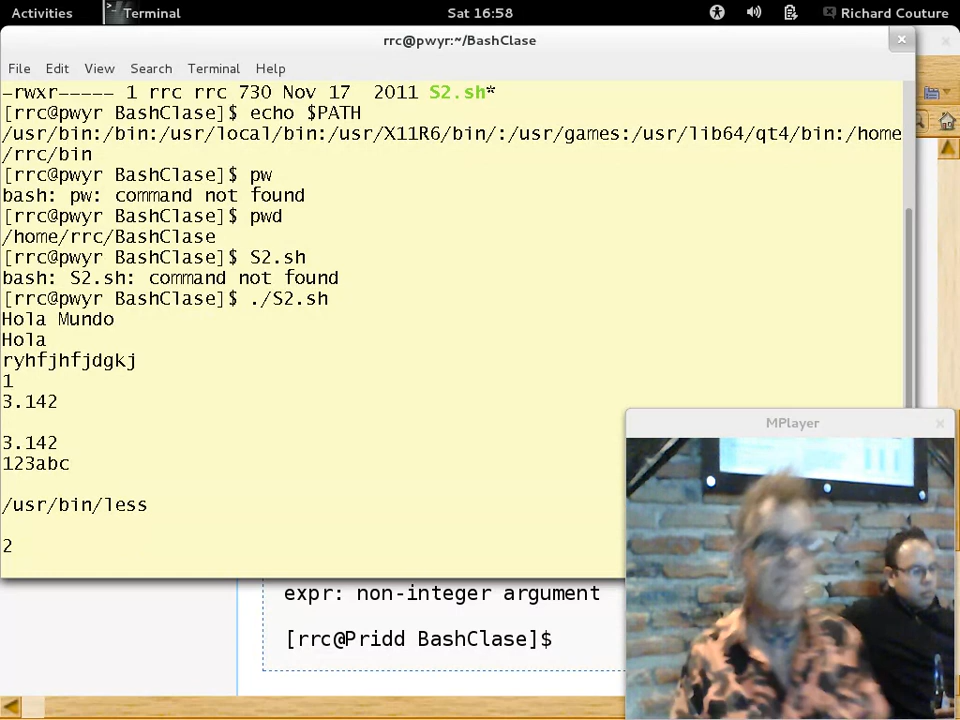 Activities
Terminal
Sat 16:58
Richard Couture
rrc@pwyr:~/BashClase
File Edit View Search Terminal Help
-rwxr----- 1 rrc rrc 730 Nov 17  2011 S2.sh*
[rrc@pwyr BashClase]$ echo $PATH
/usr/bin:/bin:/usr/local/bin:/usr/X11R6/bin/:/usr/games:/usr/lib64/qt4/bin:/home
/rrc/bin
[rrc@pwyr BashClase]$ pw
bash: pw: command not found
[rrc@pwyr BashClase]$ pwd
/home/rrc/BashClase
[rrc@pwyr BashClase]$ S2.sh
bash: S2.sh: command not found
[rrc@pwyr BashClase]$ ./S2.sh
Hola Mundo
Hola
ryhfjhfjdgkj
1
3.142
3.142
123abc
/usr/bin/less
2
MPlayer
expr: non-integer argument
[rrc@Pridd BashClase]$